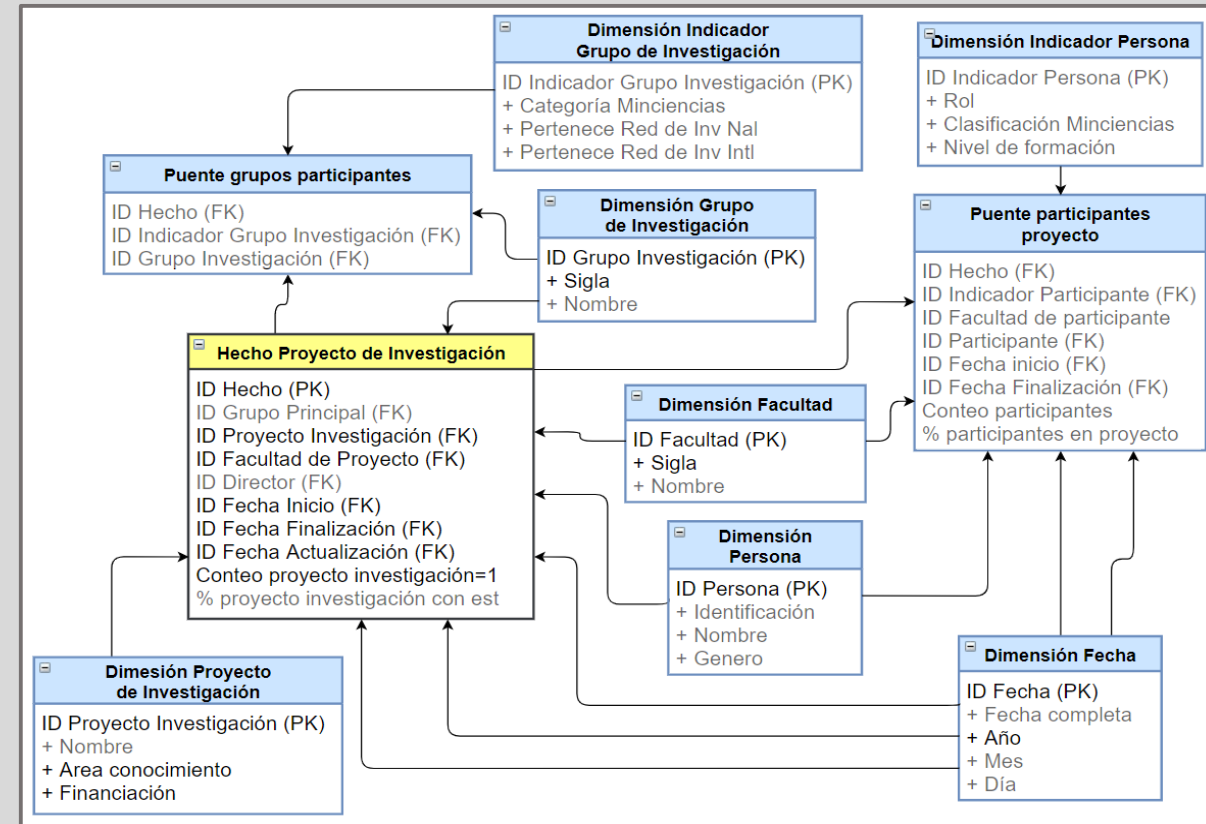 Dimensión Indicador
Grupo de Investigación
ID Indicador Grupo Investigación (PK)
+ Categoría Minciencias
+ Pertenece Red de Inv Nal
+ Pertenece Red de Inv Intl
Dimensión Indicador Persona
ID Indicador Persona (PK)
+ Rol
+ Clasificación Minciencias
+ Nivel de formación
Puente grupos participantes
ID Hecho (FK)
ID Indicador Grupo Investigación (FK)
ID Grupo Investigación (FK)
Dimensión Grupo
de Investigación
ID Grupo Investigación (PK)
+ Sigla
+ Nombre
Puente participantes
proyecto
ID Hecho (FK)
ID Indicador Participante (FK)
ID Facultad de participante
ID Participante (FK)
ID Fecha inicio (FK)
ID Fecha Finalización (FK)
Conteo participantes
% participantes en proyecto
Hecho Proyecto de Investigación
ID Hecho (PK)
ID Grupo Principal (FK)
ID Proyecto Investigación (FK)
ID Facultad de Proyecto (FK)
ID Director (FK)
ID Fecha Inicio (FK)
ID Fecha Finalización (FK)
ID Fecha Actualización (FK)
Conteo proyecto investigación=1
% proyecto investigación con est
Dimensión Facultad
ID Facultad (PK)
+ Sigla
+ Nombre
Dimensión
Persona
ID Persona (PK)
+ Identificación
+ Nombre
+ Genero
Dimesión Proyecto
de Investigación
ID Proyecto Investigación (PK)
+ Nombre
+ Area conocimiento
+ Financiación
Dimensión Fecha
ID Fecha (PK)
+ Fecha completa
+ Año
+ Mes
+ Día